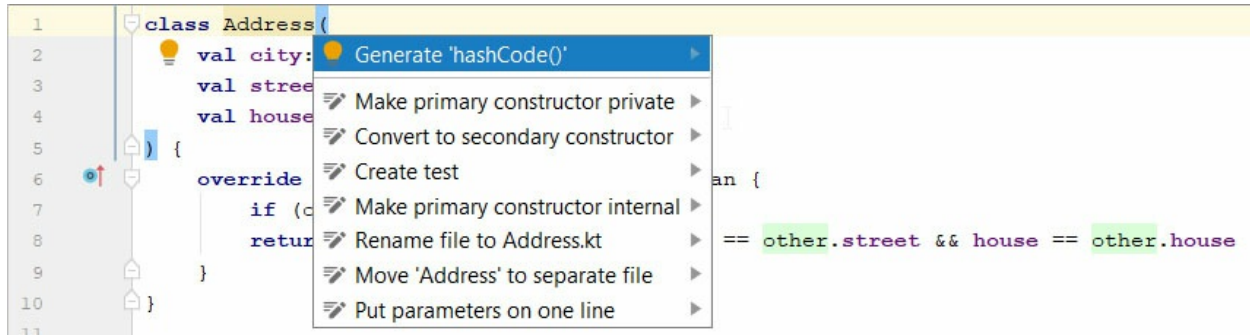 1 class Address(
2 val city:
Generate 'hashCode()'
3 val stree
Make primary constructor private
4 val house
Convert to secondary constructor
5 ) {
Create test
6 override an {
Make primary constructor internal
7 if (c
Rename file to Address.kt
8 retur == other.street && house == other.house
Move 'Address' to separate file
9 }
Put parameters on one line
10 }
11